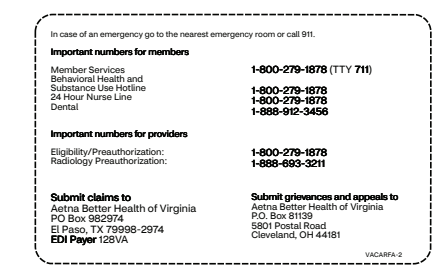 In case of an emergency go to the nearest emergency room or call 911.
Important numbers for members
Member Services 1-800-279-1878 (TTY 711)
Behavioral Health and
Substance Use Hotline 1-800-279-1878
24 Hour Nurse Line 1-800-279-1878
Dental 1-888-912-3456
Important numbers for providers
Eligibility/Preauthorization: 1-800-279-1878
Radiology Preauthorization: 1-888-693-3211
Submit claims to
Aetna Better Health of Virginia
PO Box 982974
El Paso, TX 79998-2974
EDI Payer 128VA
Submit grievances and appeals to
Aetna Better Health of Virginia
P.O. Box 81139
5801 Postal Road
Cleveland, OH 44181
VACARFA-2